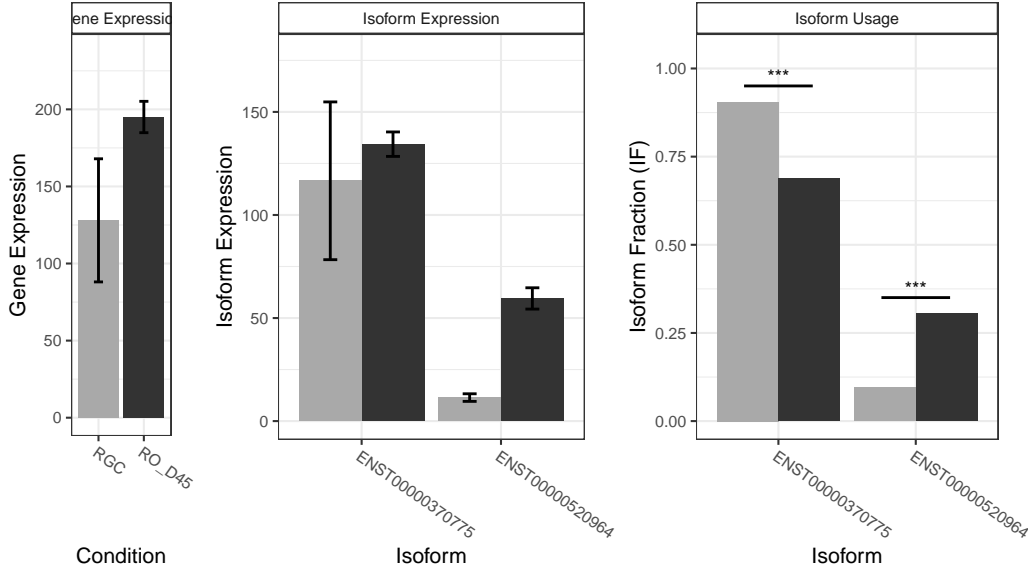 ene Expressio
Gene Expression
200
150
100
50
0
RGC
RO_D45
Condition
Isoform Expression
Isoform Expression
150
100
50
0
ENST00000370775
ENST00000520964
Isoform
Isoform Usage
Isoform Fraction (IF)
1.00
0.75
0.50
0.25
0.00
***
***
ENST00000370775
ENST00000520964
Isoform